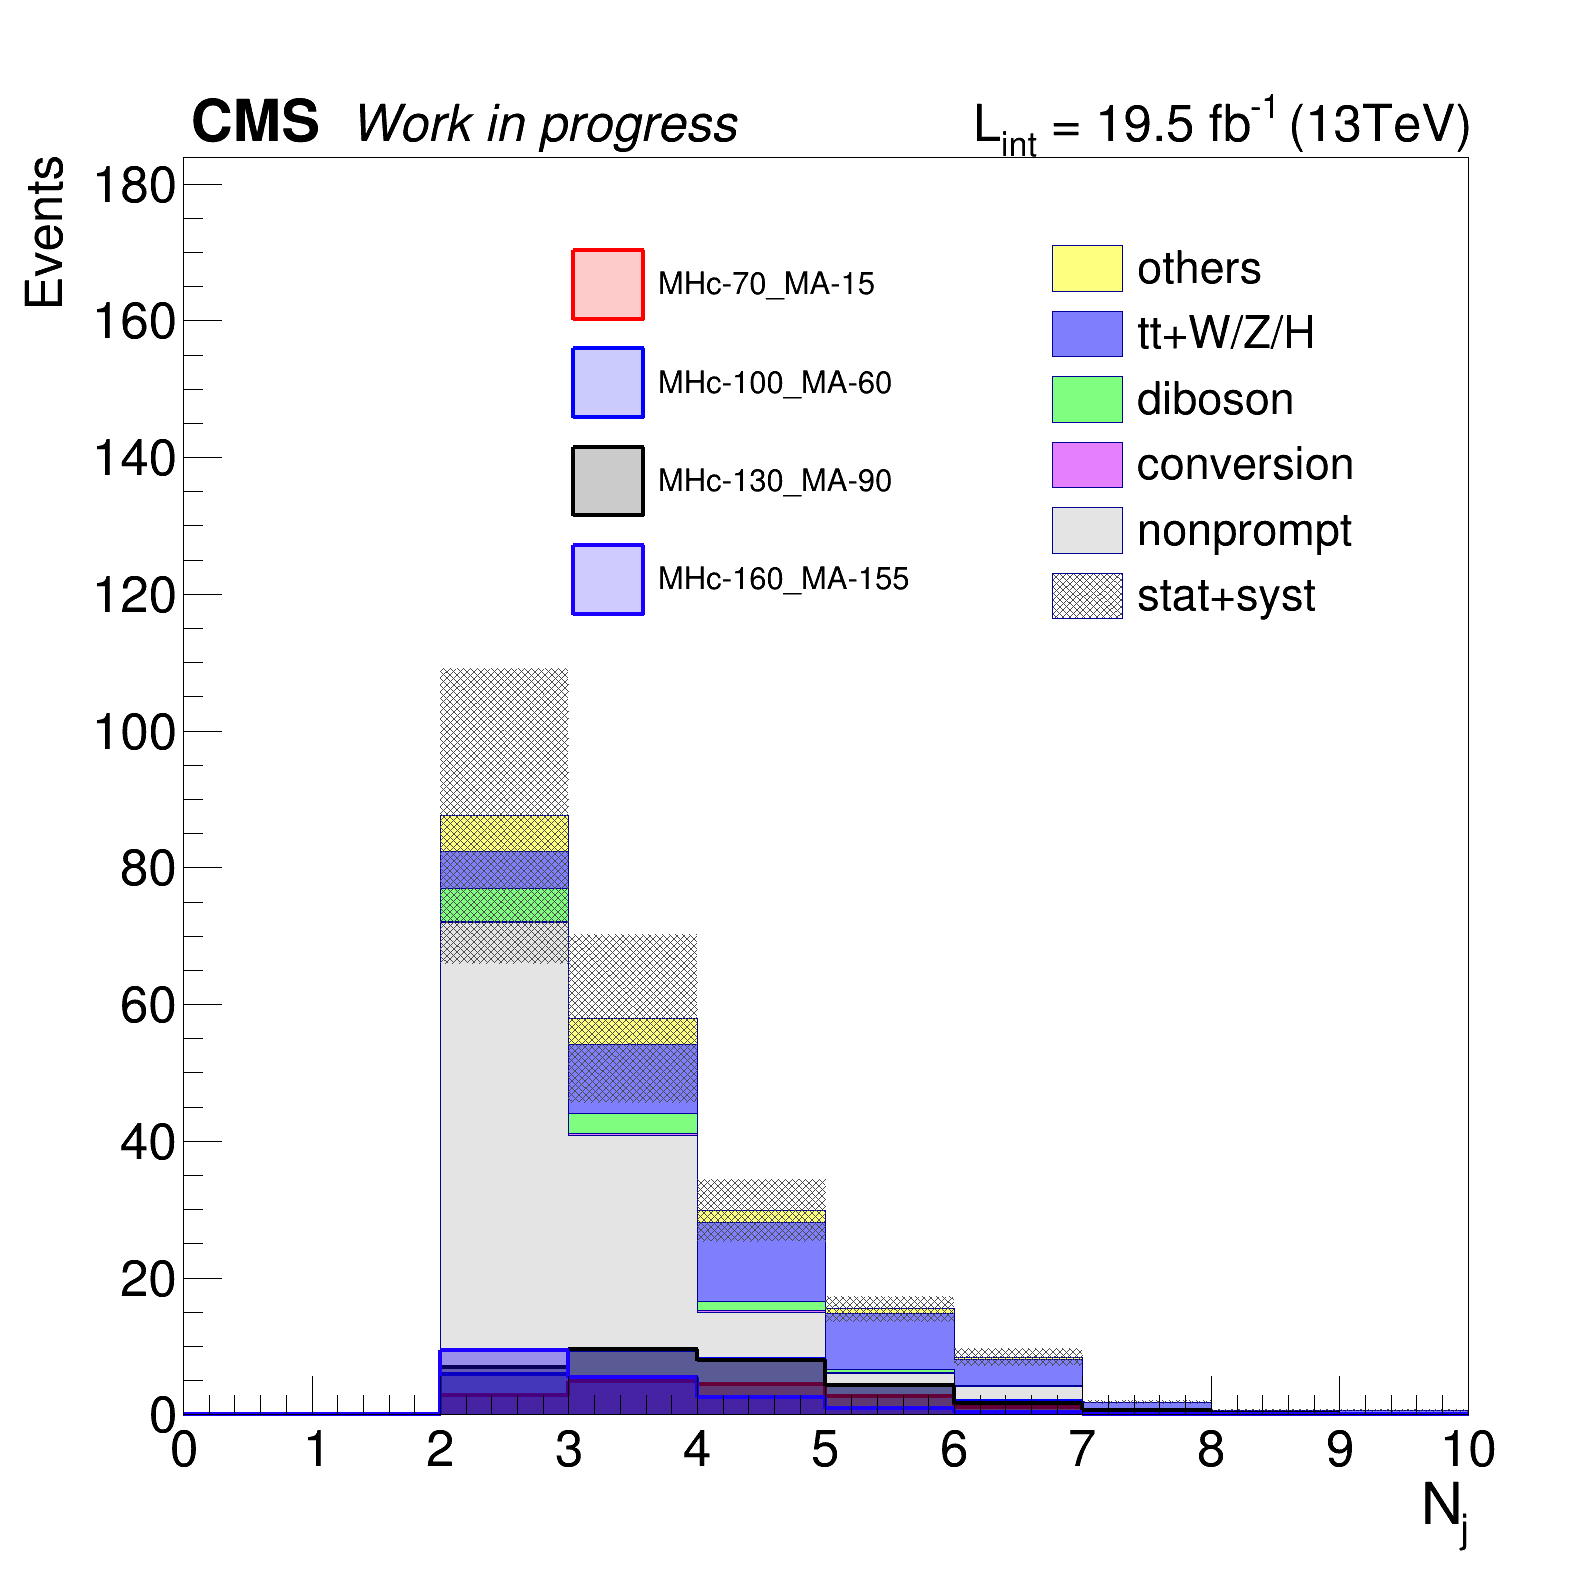 CMS Work in progress
L_int = 19.5 fb^-1 (13TeV)
Events
180
160
140
120
100
80
60
40
20
0
MHc-70_MA-15
MHc-100_MA-60
MHc-130_MA-90
MHc-160_MA-155
others
tt+W/Z/H
diboson
conversion
nonprompt
stat+syst
0 1 2 3 4 5 6 7 8 9 10
N_j